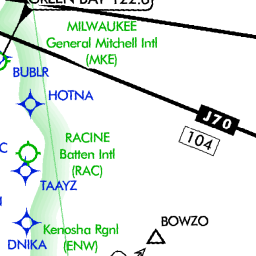 GREEN BAY 122.6
MILWAUKEE
General Mitchell Intl
(MKE)
BUBLR
HOTNA
J70
104
RACINE
Batten Intl
(RAC)
C
TAAYZ
BOWZO
Kenosha Rgnl
(ENW)
DNIKA